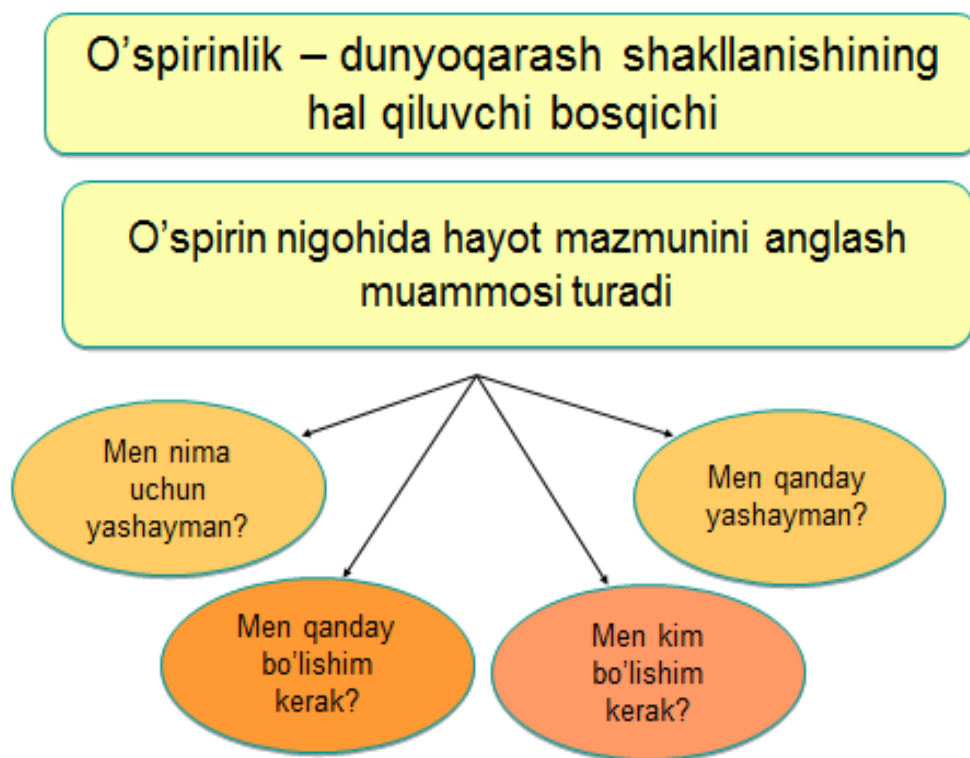 O’spirinlik – dunyoqarash shakllanishining
hal qiluvchi bosqichi
O’spirin nigohida hayot mazmunini anglash
muammosi turadi
Men nima
uchun
yashayman?
Men qanday
yashayman?
Men qanday
bo’lishim
kerak?
Men kim
bo’lishim
kerak?